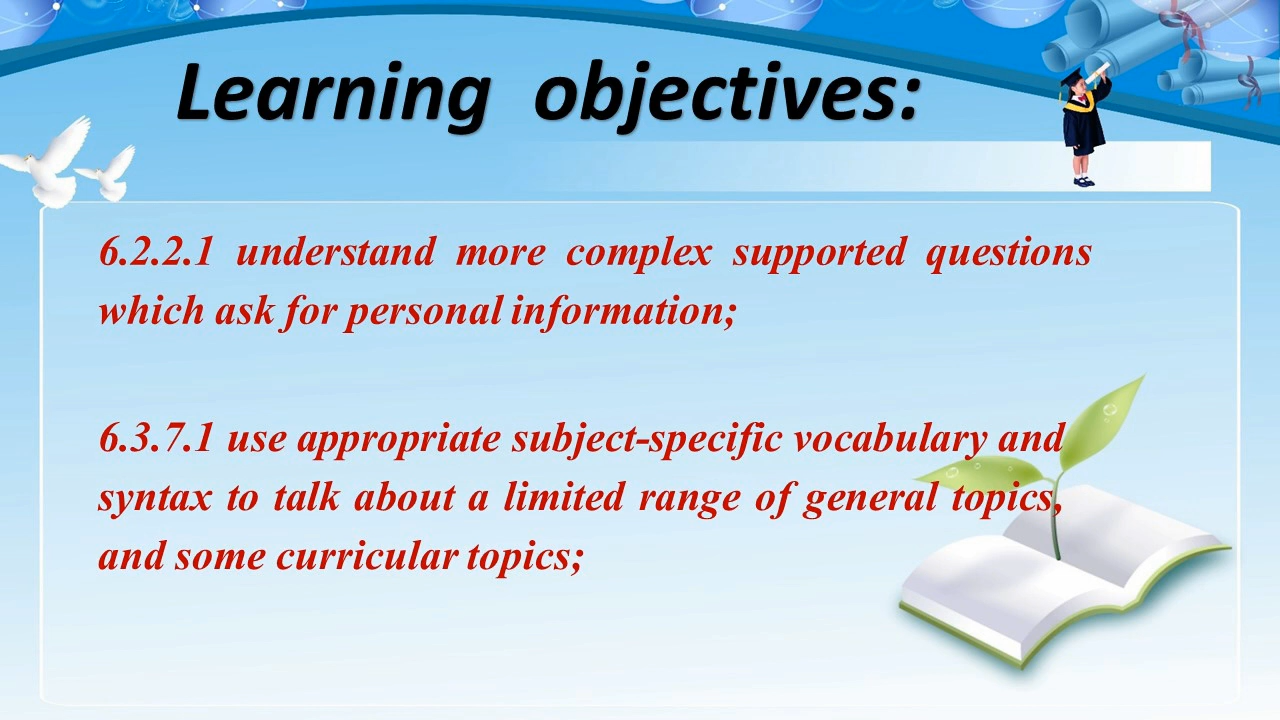 Learning objectives:
6.2.2.1 understand more complex supported questions
which ask for personal information;
6.3.7.1 use appropriate subject-specific vocabulary and
syntax to talk about a limited range of general topics,
and some curricular topics;